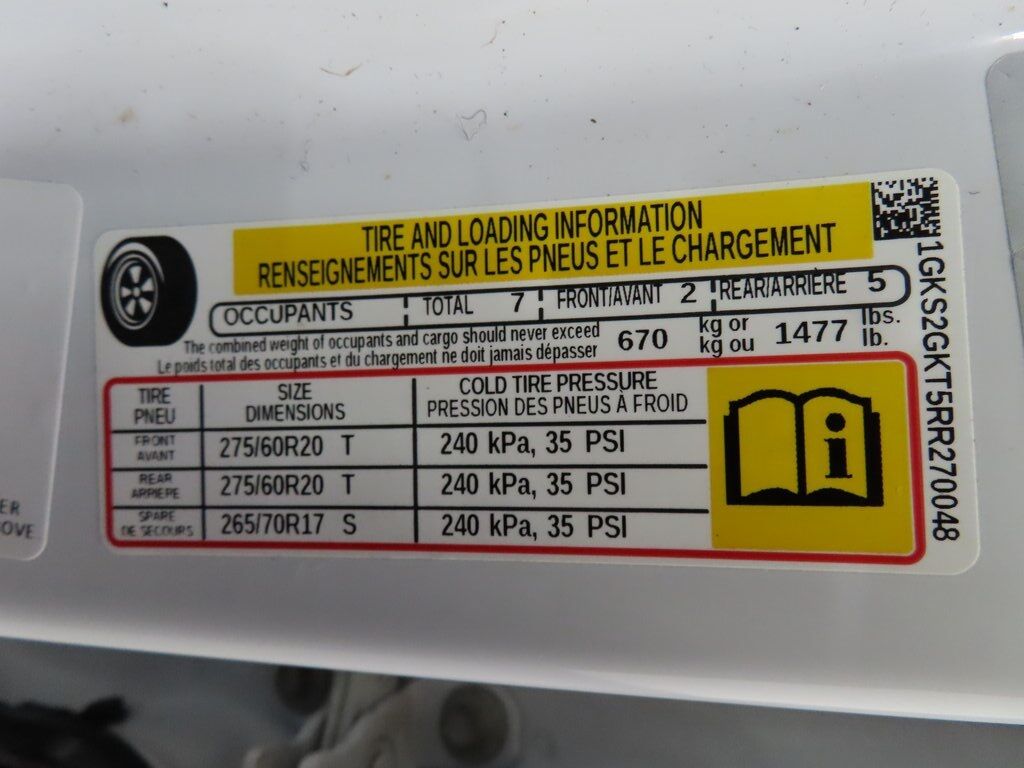 TIRE AND LOADING INFORMATION
RENSEIGNEMENTS SUR LES PNEUS ET LE CHARGEMENT
OCCUPANTS TOTAL 7 FRONT/AVANT 2 REAR/ARRIÈRE 5
The combined weight of occupants and cargo should never exceed 670 kg or 1477 lbs.
Le poids total des occupants et du chargement ne doit jamais dépasser kg ou lb.
TIRE SIZE COLD TIRE PRESSURE
PNEU DIMENSIONS PRESSION DES PNEUS À FROID
FRONT
AVANT 275/60R20 T 240 kPa, 35 PSI
REAR
ARRIERE 275/60R20 T 240 kPa, 35 PSI
SPARE
DE SECOURS 265/70R17 S 240 kPa, 35 PSI
i
1GKS2GKT5RR270048
ER
OVE